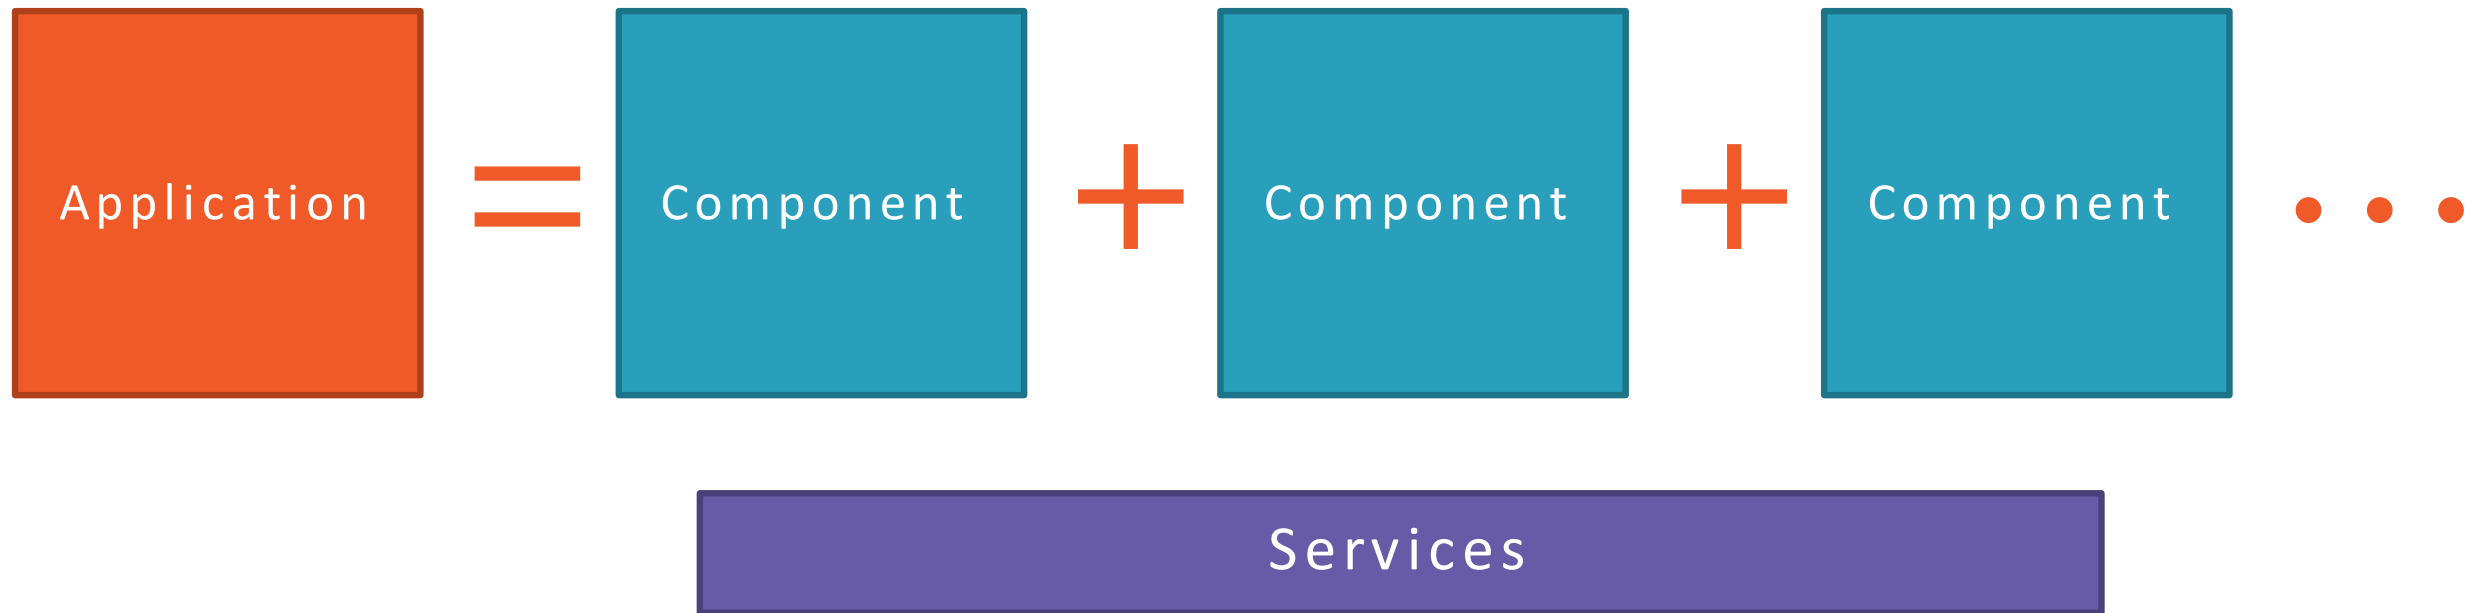 Application = Component + Component + Component ...
Services